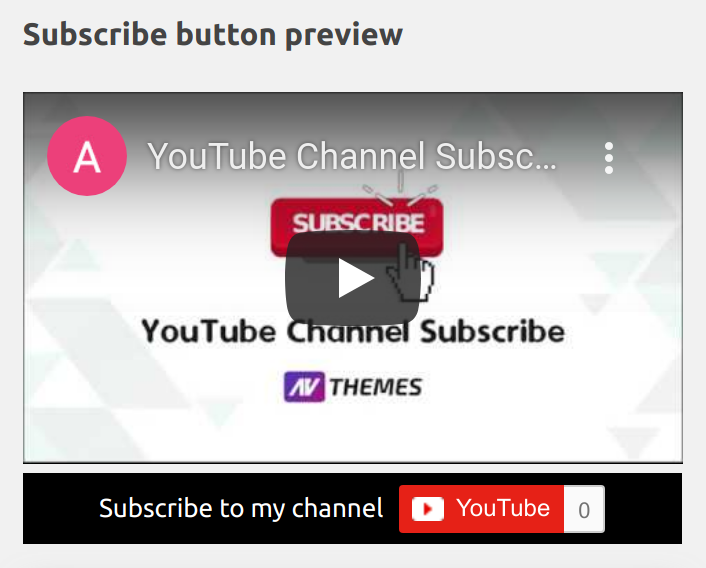 Subscribe button preview
A
YouTube Channel Subsc...
SUBSCRIBE
YouTube Channel Subscribe
AV THEMES
Subscribe to my channel YouTube 0